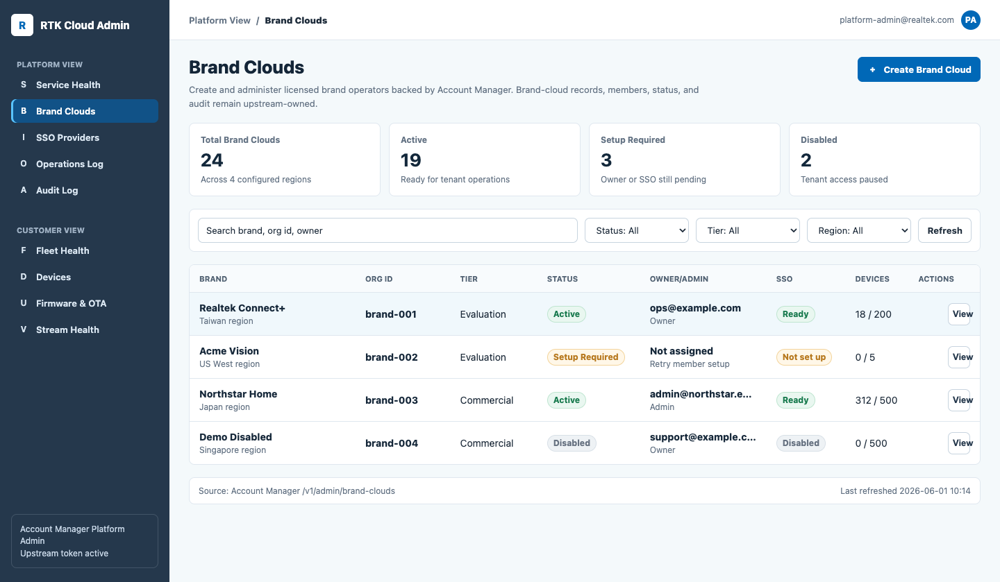 R RTK Cloud Admin
PLATFORM VIEW
S Service Health
B Brand Clouds
I SSO Providers
O Operations Log
A Audit Log
CUSTOMER VIEW
F Fleet Health
D Devices
U Firmware & OTA
V Stream Health
Account Manager Platform
Admin
Upstream token active
Platform View / Brand Clouds
platform-admin@realtek.com PA
Brand Clouds
+ Create Brand Cloud
Create and administer licensed brand operators backed by Account Manager. Brand-cloud records, members, status, and
audit remain upstream-owned.
Total Brand Clouds
24
Across 4 configured regions
Active
19
Ready for tenant operations
Setup Required
3
Owner or SSO still pending
Disabled
2
Tenant access paused
Search brand, org id, owner
Status: All
Tier: All
Region: All
Refresh
BRAND ORG ID TIER STATUS OWNER/ADMIN SSO DEVICES ACTIONS
Realtek Connect+ brand-001 Evaluation Active ops@example.com Ready 18 / 200 View
Taiwan region Owner
Acme Vision brand-002 Evaluation Setup Required Not assigned Not set up 0 / 5 View
US West region Retry member setup
Northstar Home brand-003 Commercial Active admin@northstar.e... Ready 312 / 500 View
Japan region Admin
Demo Disabled brand-004 Commercial Disabled support@example.c... Disabled 0 / 500 View
Singapore region Owner
Source: Account Manager /v1/admin/brand-clouds
Last refreshed 2026-06-01 10:14